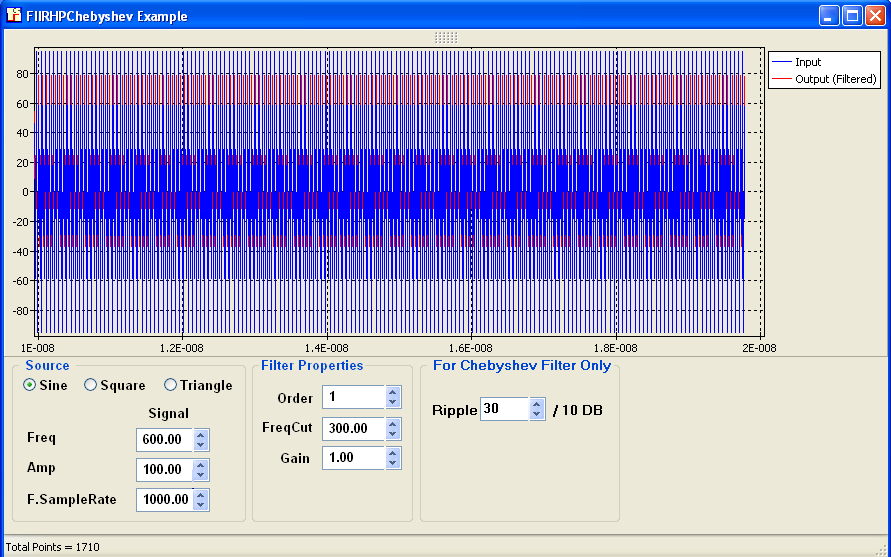 FIIRHPChebyshev Example
80
60
40
20
0
-20
-40
-60
-80
1E-008 1.2E-008 1.4E-008 1.6E-008 1.8E-008 2E-008
Input
Output (Filtered)
Source
Sine Square Triangle
Signal
Freq 600.00
Amp 100.00
F.SampleRate 1000.00
Filter Properties
Order 1
FreqCut 300.00
Gain 1.00
For Chebyshev Filter Only
Ripple 30 / 10 DB
Total Points = 1710